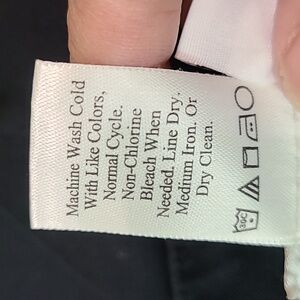 Machine Wash Cold
With Like Colors,
Normal Cycle.
Non-Chlorine
Bleach When
Needed. Line Dry.
Medium Iron. Or
Dry Clean.
30C